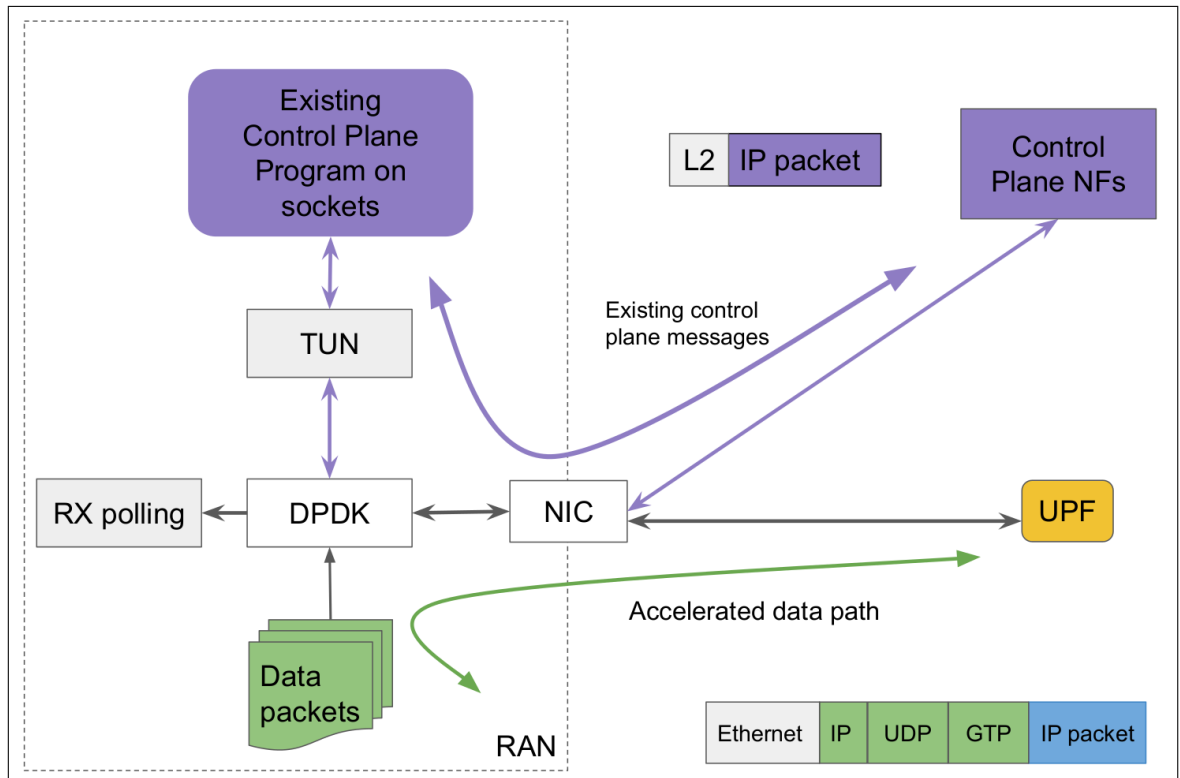 Existing
Control Plane
Program on
sockets
L2 IP packet
Control
Plane NFs
Existing control
plane messages
TUN
RX polling
DPDK
NIC
UPF
Accelerated data path
Data
packets
RAN
Ethernet IP UDP GTP IP packet